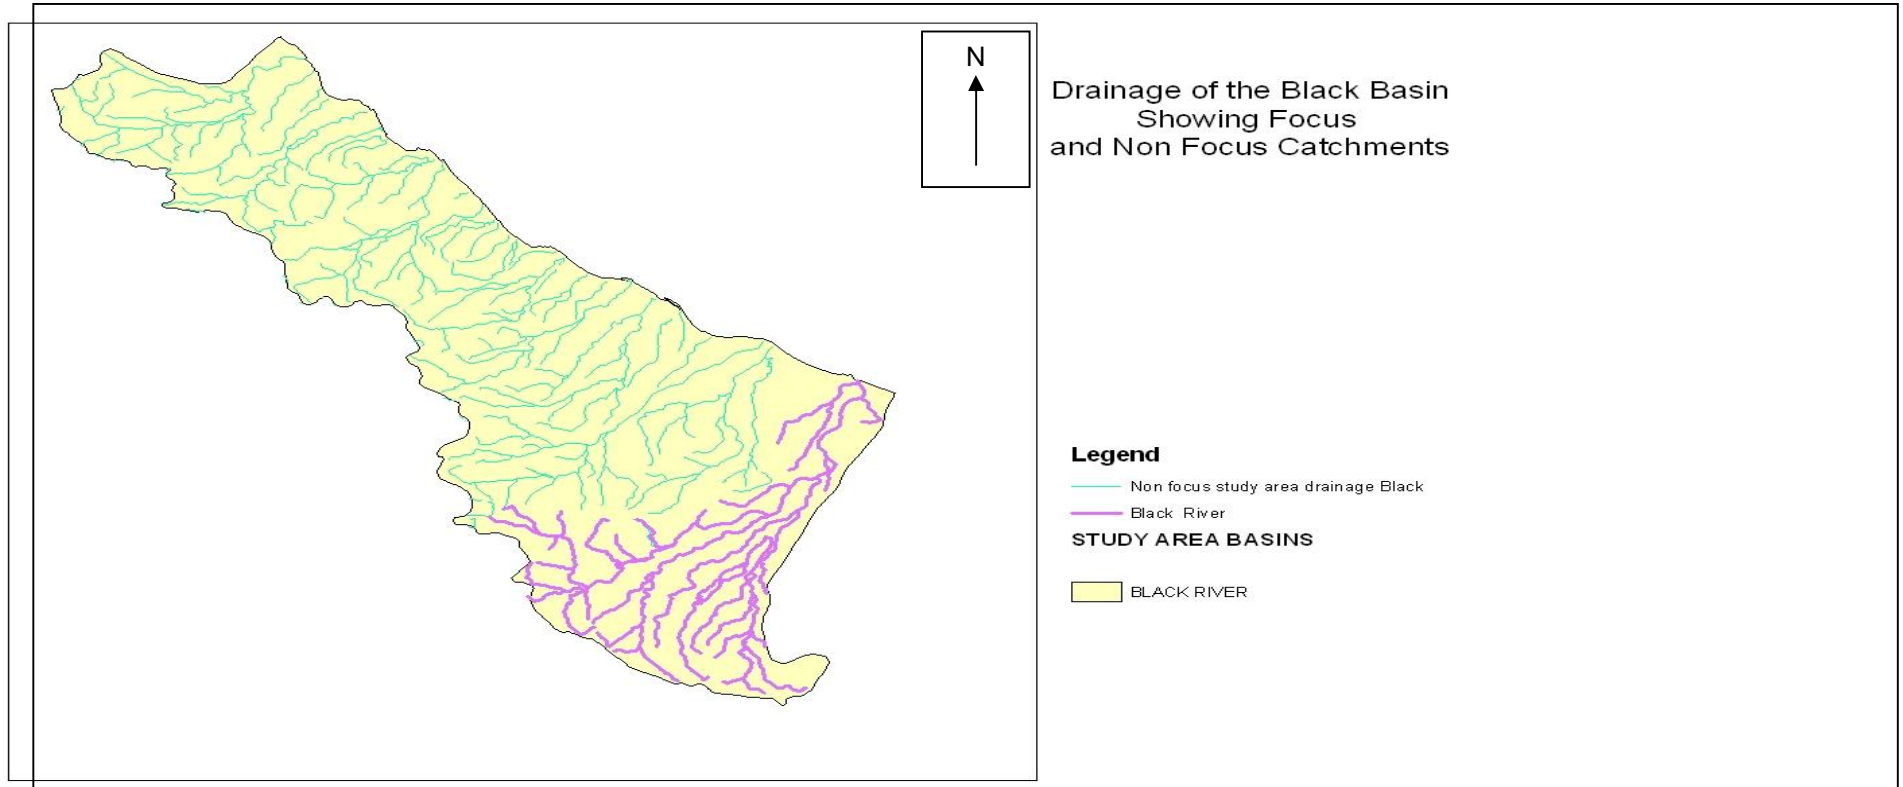 N
Drainage of the Black Basin
Showing Focus
and Non Focus Catchments
Legend
Non focus study area drainage Black
Black River
STUDY AREA BASINS
BLACK RIVER